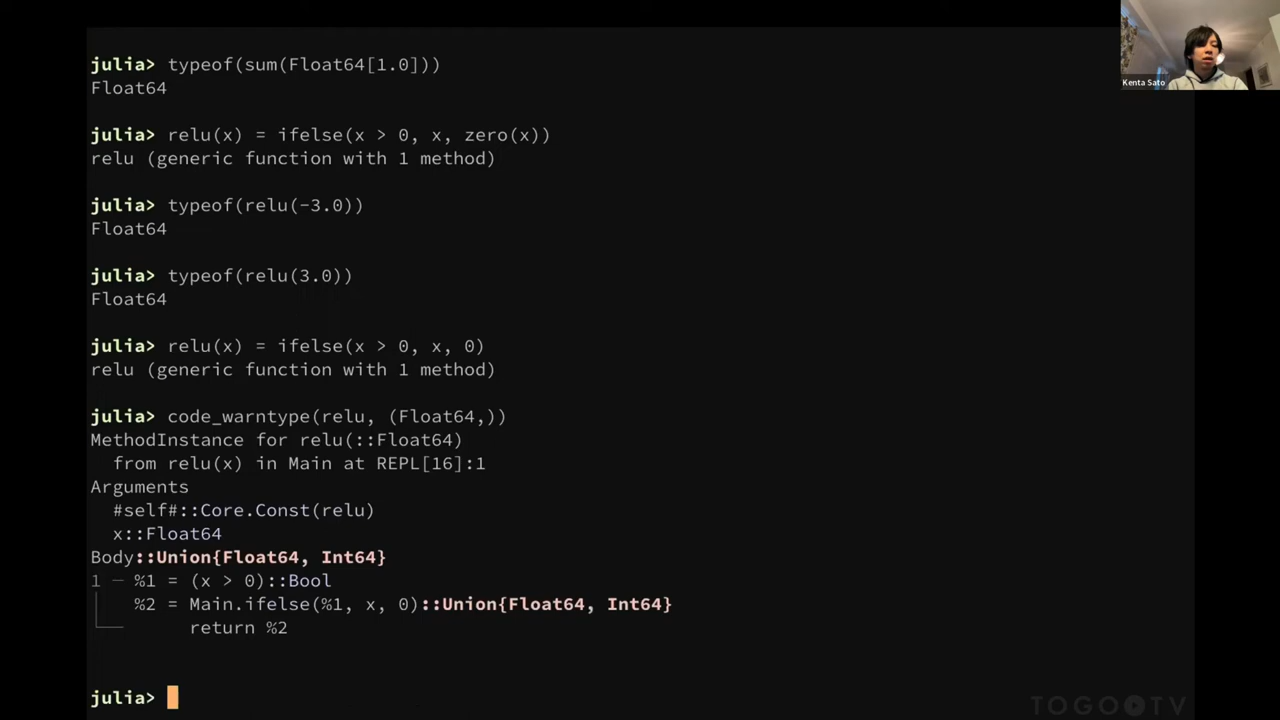 julia> typeof(sum(Float64[1.0]))
Float64
julia> relu(x) = ifelse(x > 0, x, zero(x))
relu (generic function with 1 method)
julia> typeof(relu(-3.0))
Float64
julia> typeof(relu(3.0))
Float64
julia> relu(x) = ifelse(x > 0, x, 0)
relu (generic function with 1 method)
julia> code_warntype(relu, (Float64,))
MethodInstance for relu(::Float64)
  from relu(x) in Main at REPL[16]:1
Arguments
  #self#::Core.Const(relu)
  x::Float64
Body::Union{Float64, Int64}
1 ─ %1 = (x > 0)::Bool
│   %2 = Main.ifelse(%1, x, 0)::Union{Float64, Int64}
└──      return %2
julia>
Kenta Sato
TOGOTV